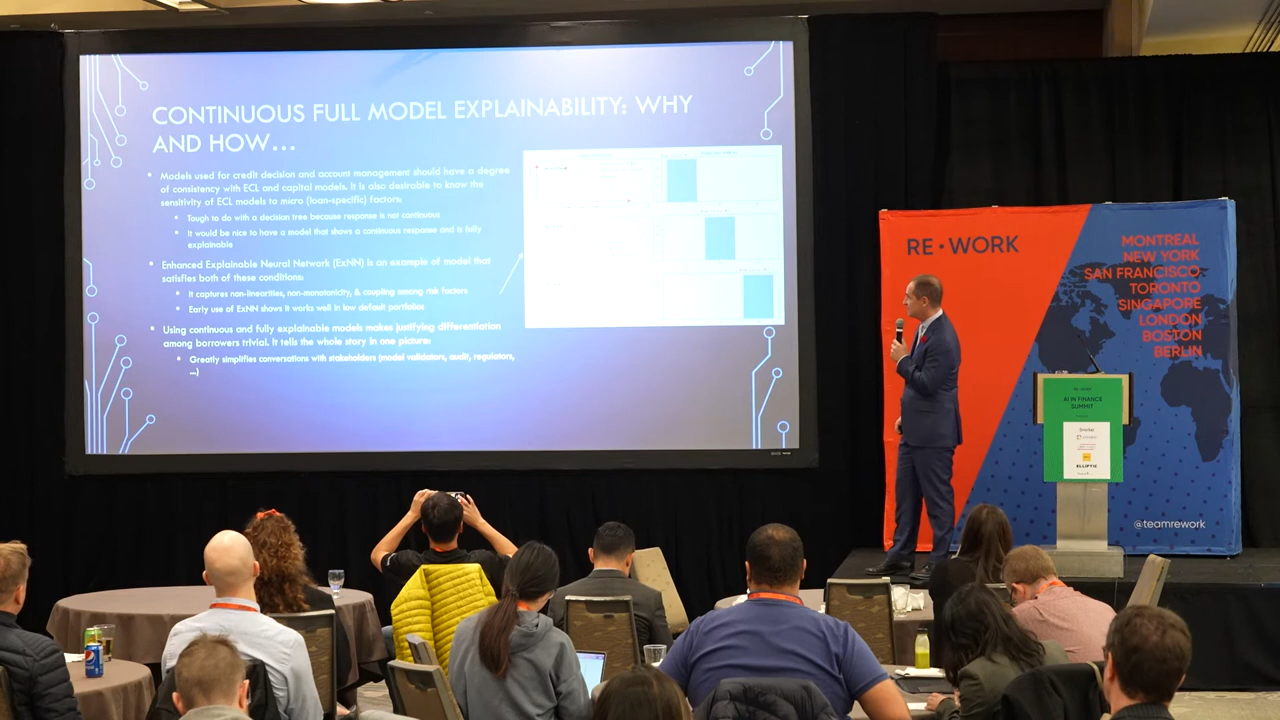 CONTINUOUS FULL MODEL EXPLAINABILITY: WHY
AND HOW...
• Models used for credit decision and account management should have a degree
of consistency with ECL and capital models. It is also desirable to know the
sensitivity of ECL models to micro (loan-specific) factors:
• Tough to do with a decision tree because response is not continuous
• It would be nice to have a model that shows a continuous response and is fully
explainable
• Enhanced Explainable Neural Network (ExNN) is an example of model that
satisfies both of these conditions:
• It captures non-linearities, non-monotonicity, & coupling among risk factors
• Early use of ExNN shows it works well in low default portfolios
• Using continuous and fully explainable models makes justifying differentiation
among borrowers trivial. It tells the whole story in one picture:
• Greatly simplifies conversations with stakeholders (model validators, audit, regulators,
...)
RE•WORK
MONTREAL
NEW YORK
SAN FRANCISCO
TORONTO
SINGAPORE
LONDON
BOSTON
BERLIN
RE•WORK
AI IN FINANCE
SUMMIT
ELLIPTIC
@teamrework